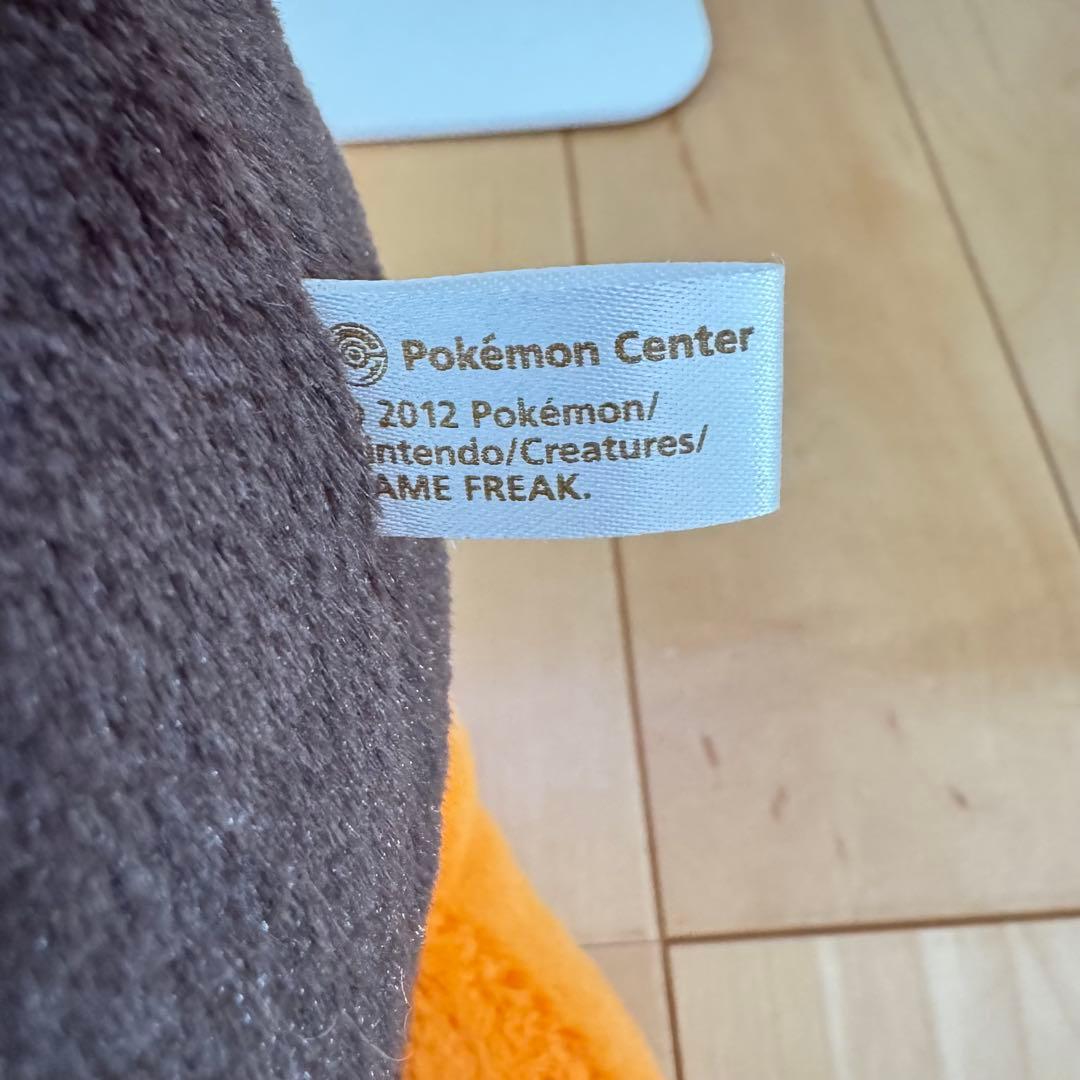 Pokémon Center
2012 Pokémon/
intendo/Creatures/
AME FREAK.